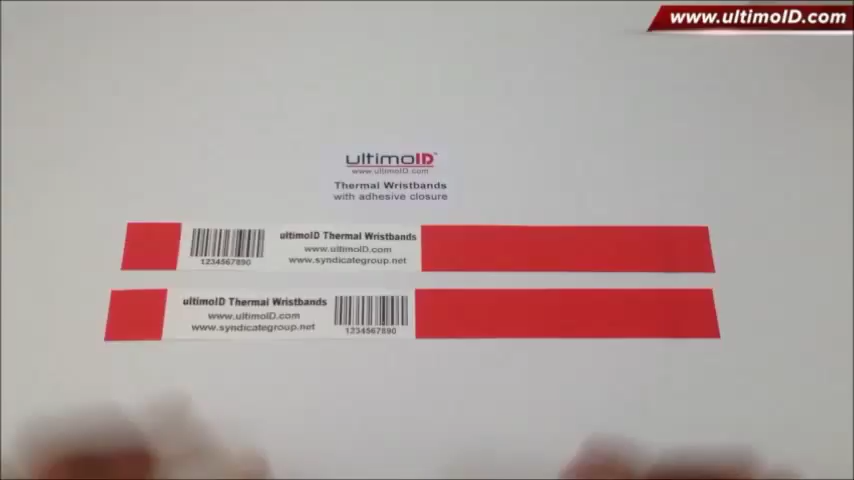 www.ultimoID.com
ultimoID™
www.ultimoID.com
Thermal Wristbands
with adhesive closure
1234567890
ultimoID Thermal Wristbands
www.ultimoID.com
www.syndicategroup.net
ultimoID Thermal Wristbands
www.ultimoID.com
www.syndicategroup.net
1234567890